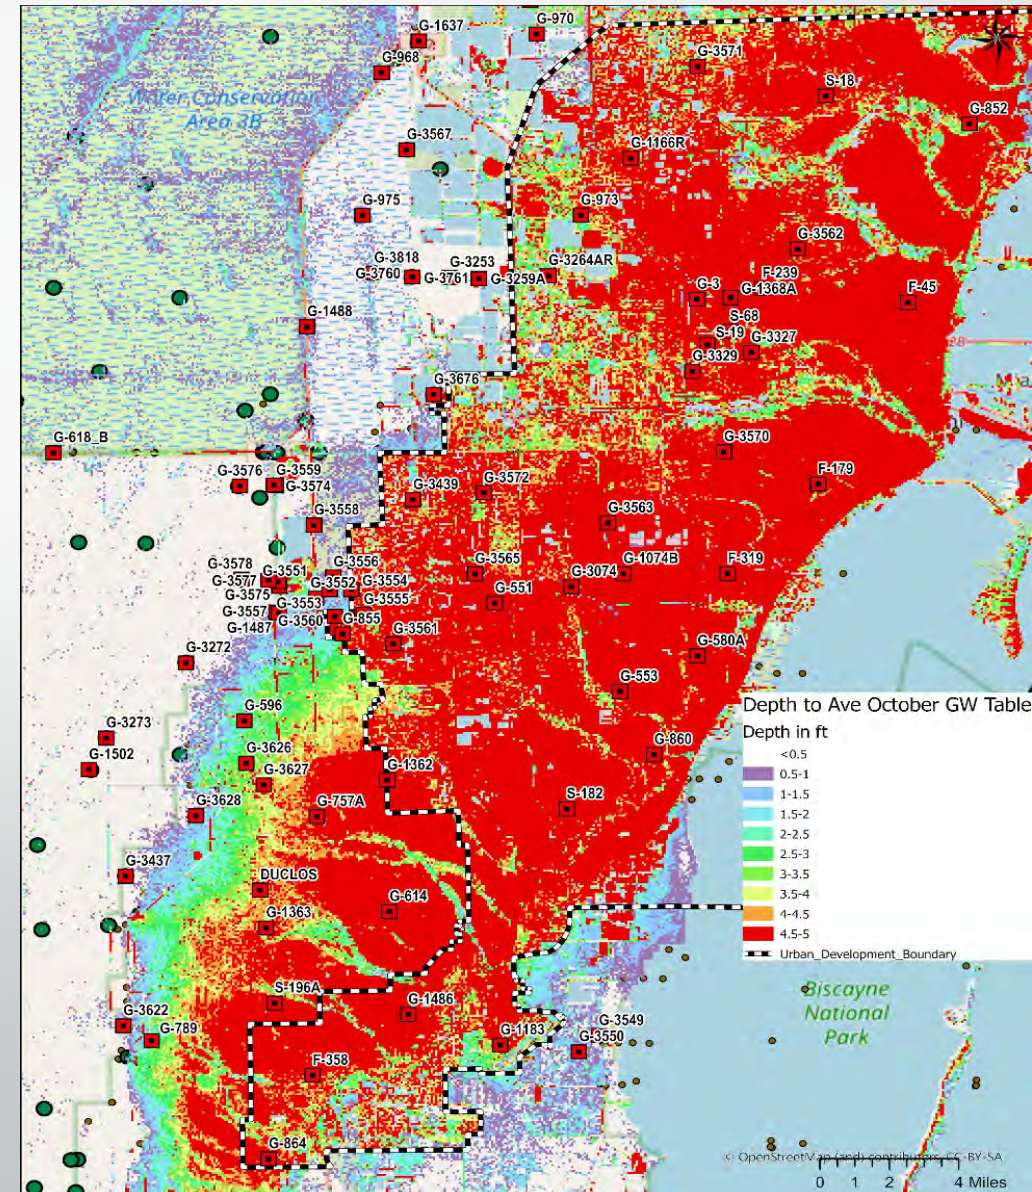 G-970
G-1637
G-3571
G-968
S-18
Water Conservation
Area 3B
G-852
G-3567
G-1166R
G-975
G-973
G-3562
G-3818
G-3253
G-3264AR
G-3760
G-3761
G-3259A
F-239
G-3
G-1368A
F-45
G-1488
S-68
S-19
G-3327
G-3329
G-3676
G-618_B
G-3570
G-3576
G-3559
G-3574
G-3572
F-179
G-3439
G-3558
G-3563
G-3578
G-3551
G-3556
G-3565
G-1074B
F-319
G-3577
G-3552
G-3554
G-3074
G-3575
G-3553
G-3555
G-551
G-3557
G-3560
G-855
G-1487
G-3561
G-3272
G-580A
G-553
G-596
G-3273
G-1502
G-3626
G-860
G-3627
G-1362
G-3628
G-757A
S-182
G-3437
DUCLOS
G-614
G-1363
S-196A
G-1486
G-3622
G-789
G-1183
G-3549
G-3550
F-358
G-864
Depth to Ave October GW Table
Depth in ft
<0.5
0.5-1
1-1.5
1.5-2
2-2.5
2.5-3
3-3.5
3.5-4
4-4.5
4.5-5
Urban_Development_Boundary
Biscayne
National
Park
© OpenStreetMap (and) contributors, CC-BY-SA
0 1 2 4 Miles